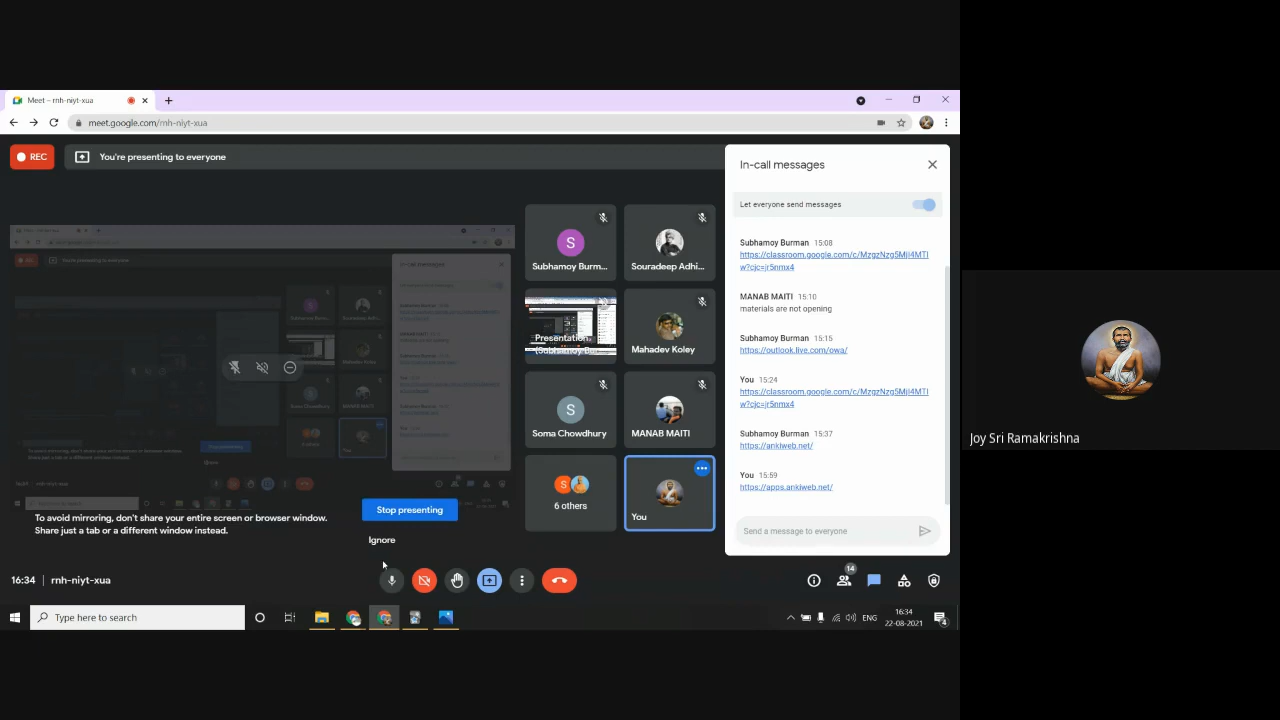 Meet – rnh-niyt-xua
meet.google.com/rnh-niyt-xua
REC
You're presenting to everyone
In-call messages
Let everyone send messages
Subhamoy Burman 15:08
https://classroom.google.com/c/MzgzNzg5MjI4MTI
w?cjc=jr5nmx4
MANAB MAITI 15:10
materials are not opening
Subhamoy Burman 15:15
https://outlook.live.com/owa/
You 15:24
https://classroom.google.com/c/MzgzNzg5MjI4MTI
w?cjc=jr5nmx4
Subhamoy Burman 15:37
https://ankiweb.net/
You 15:59
https://apps.ankiweb.net/
Send a message to everyone
S
Subhamoy Burm...
Souradeep Adhi...
Presentation
(Subhamoy B...
Mahadev Koley
S
Soma Chowdhury
MANAB MAITI
S
6 others
You
To avoid mirroring, don't share your entire screen or browser window.
Share just a tab or a different window instead.
Stop presenting
Ignore
16:34 | rnh-niyt-xua
14
Type here to search
ENG
16:34
22-08-2021
4
Joy Sri Ramakrishna